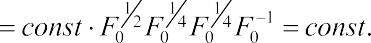 = const · F_0^{1/2} F_0^{1/4} F_0^{1/4} F_0^{-1} = const.